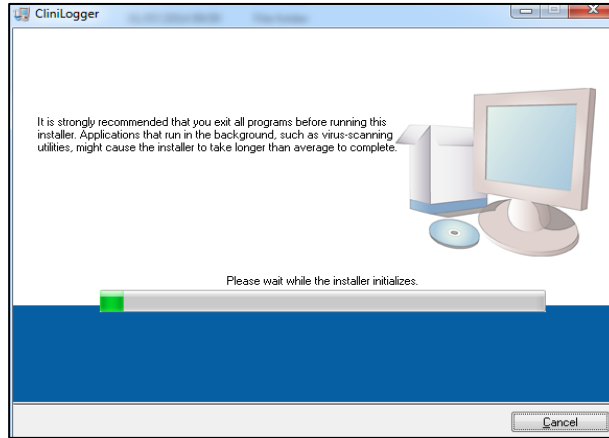 CliniLogger
It is strongly recommended that you exit all programs before running this
installer. Applications that run in the background, such as virus-scanning
utilities, might cause the installer to take longer than average to complete.
Please wait while the installer initializes.
Cancel